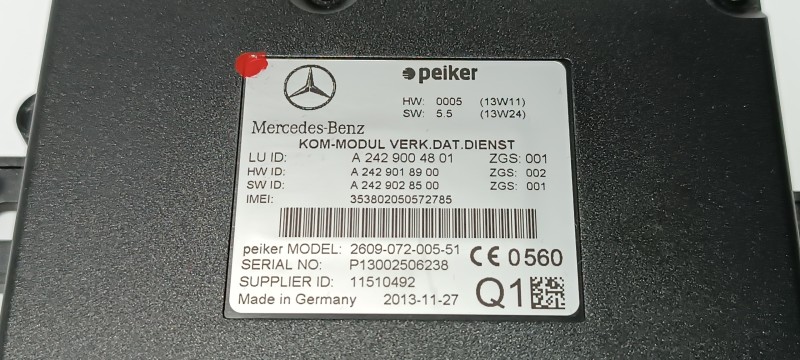 peiker
HW: 0005 (13W11)
SW: 5.5 (13W24)
Mercedes-Benz
KOM-MODUL VERK.DAT.DIENST
LU ID: A 242 900 48 01 ZGS: 001
HW ID: A 242 901 89 00 ZGS: 002
SW ID: A 242 902 85 00 ZGS: 001
IMEI: 353802050572785
peiker MODEL: 2609-072-005-51
SERIAL NO: P13002506238
CE 0560
SUPPLIER ID: 11510492
Made in Germany 2013-11-27 Q1